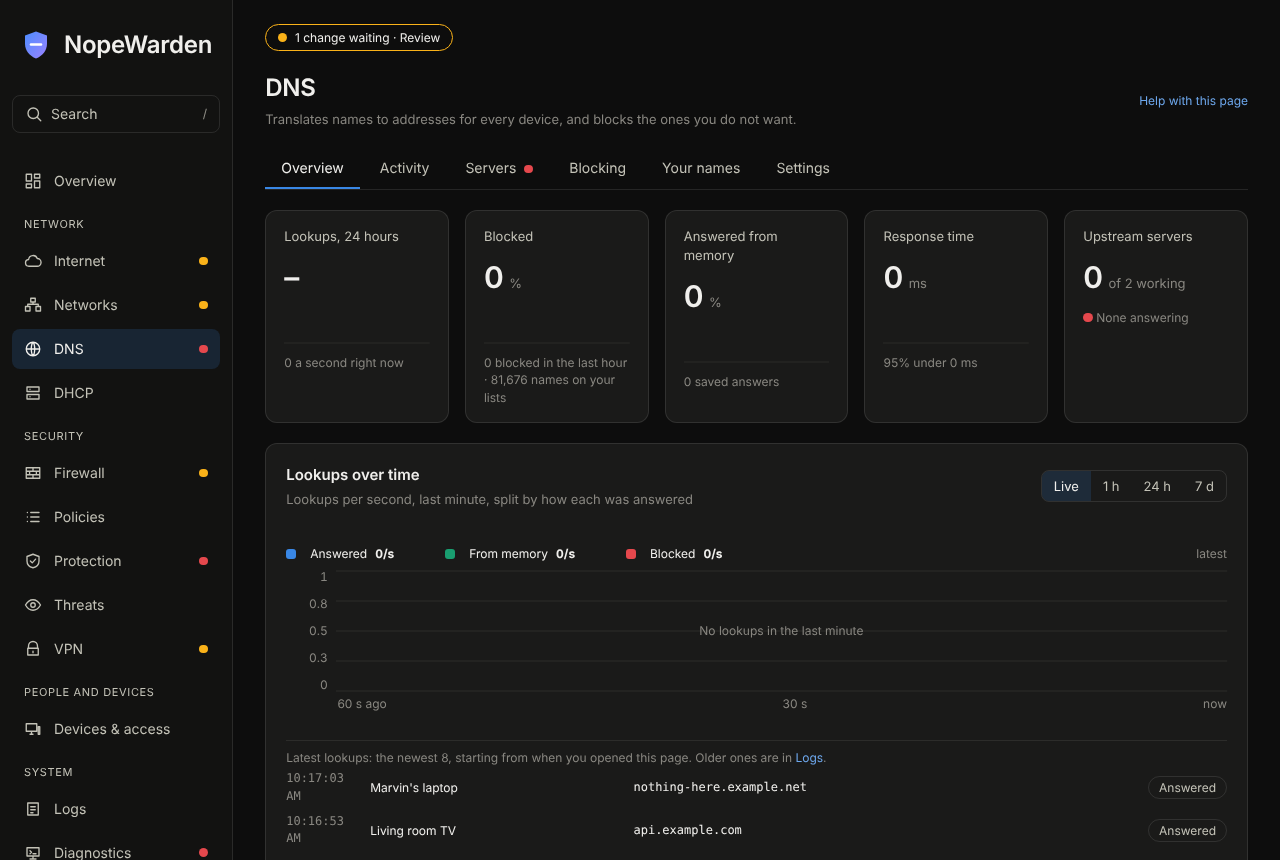 NopeWarden
Search /
Overview
NETWORK
Internet
Networks
DNS
DHCP
SECURITY
Firewall
Policies
Protection
Threats
VPN
PEOPLE AND DEVICES
Devices & access
SYSTEM
Logs
Diagnostics
1 change waiting · Review
DNS
Translates names to addresses for every device, and blocks the ones you do not want.
Help with this page
Overview Activity Servers Blocking Your names Settings
Lookups, 24 hours
–
0 a second right now
Blocked
0 %
0 blocked in the last hour
· 81,676 names on your
lists
Answered from
memory
0 %
0 saved answers
Response time
0 ms
95% under 0 ms
Upstream servers
0 of 2 working
None answering
Lookups over time
Lookups per second, last minute, split by how each was answered
Live 1 h 24 h 7 d
Answered 0/s From memory 0/s Blocked 0/s latest
1
0.8
0.5
0.3
0
No lookups in the last minute
60 s ago 30 s now
Latest lookups: the newest 8, starting from when you opened this page. Older ones are in Logs.
10:17:03
AM
Marvin's laptop nothing-here.example.net Answered
10:16:53
AM
Living room TV api.example.com Answered